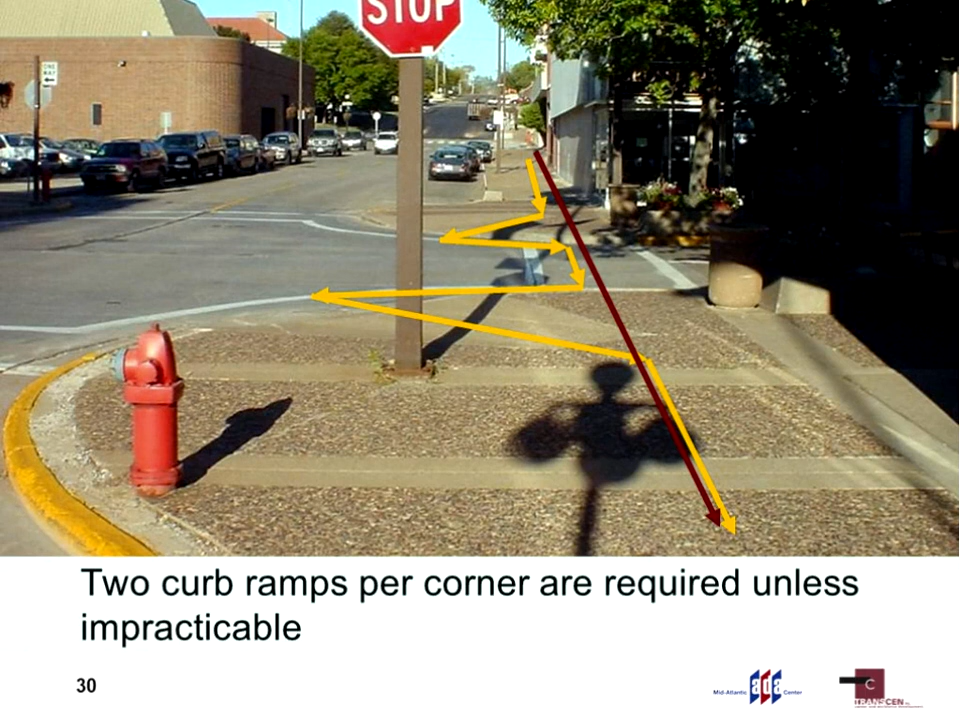 STOP
ONE
WAY
Two curb ramps per corner are required unless
impracticable
30
Mid-Atlantic ada Center
C
TRANSCEN